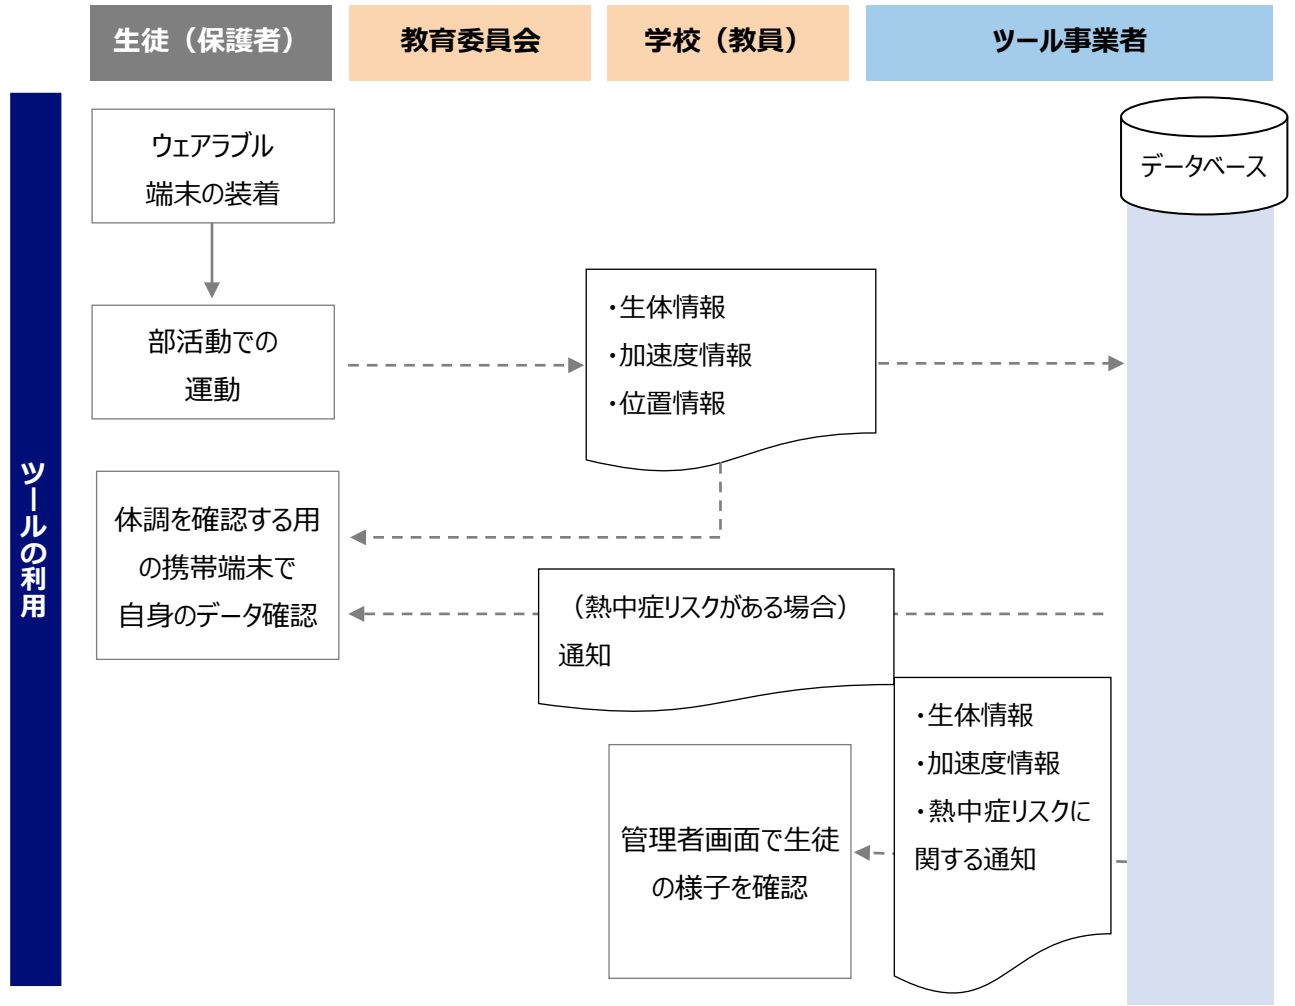 生徒（保護者）
教育委員会
学校（教員）
ツール事業者
ツールの利用
ウェアラブル
端末の装着
データベース
部活動での
運動
・生体情報
・加速度情報
・位置情報
体調を確認する用
の携帯端末で
自身のデータ確認
（熱中症リスクがある場合）
通知
・生体情報
・加速度情報
・熱中症リスクに
関する通知
管理者画面で生徒
の様子を確認